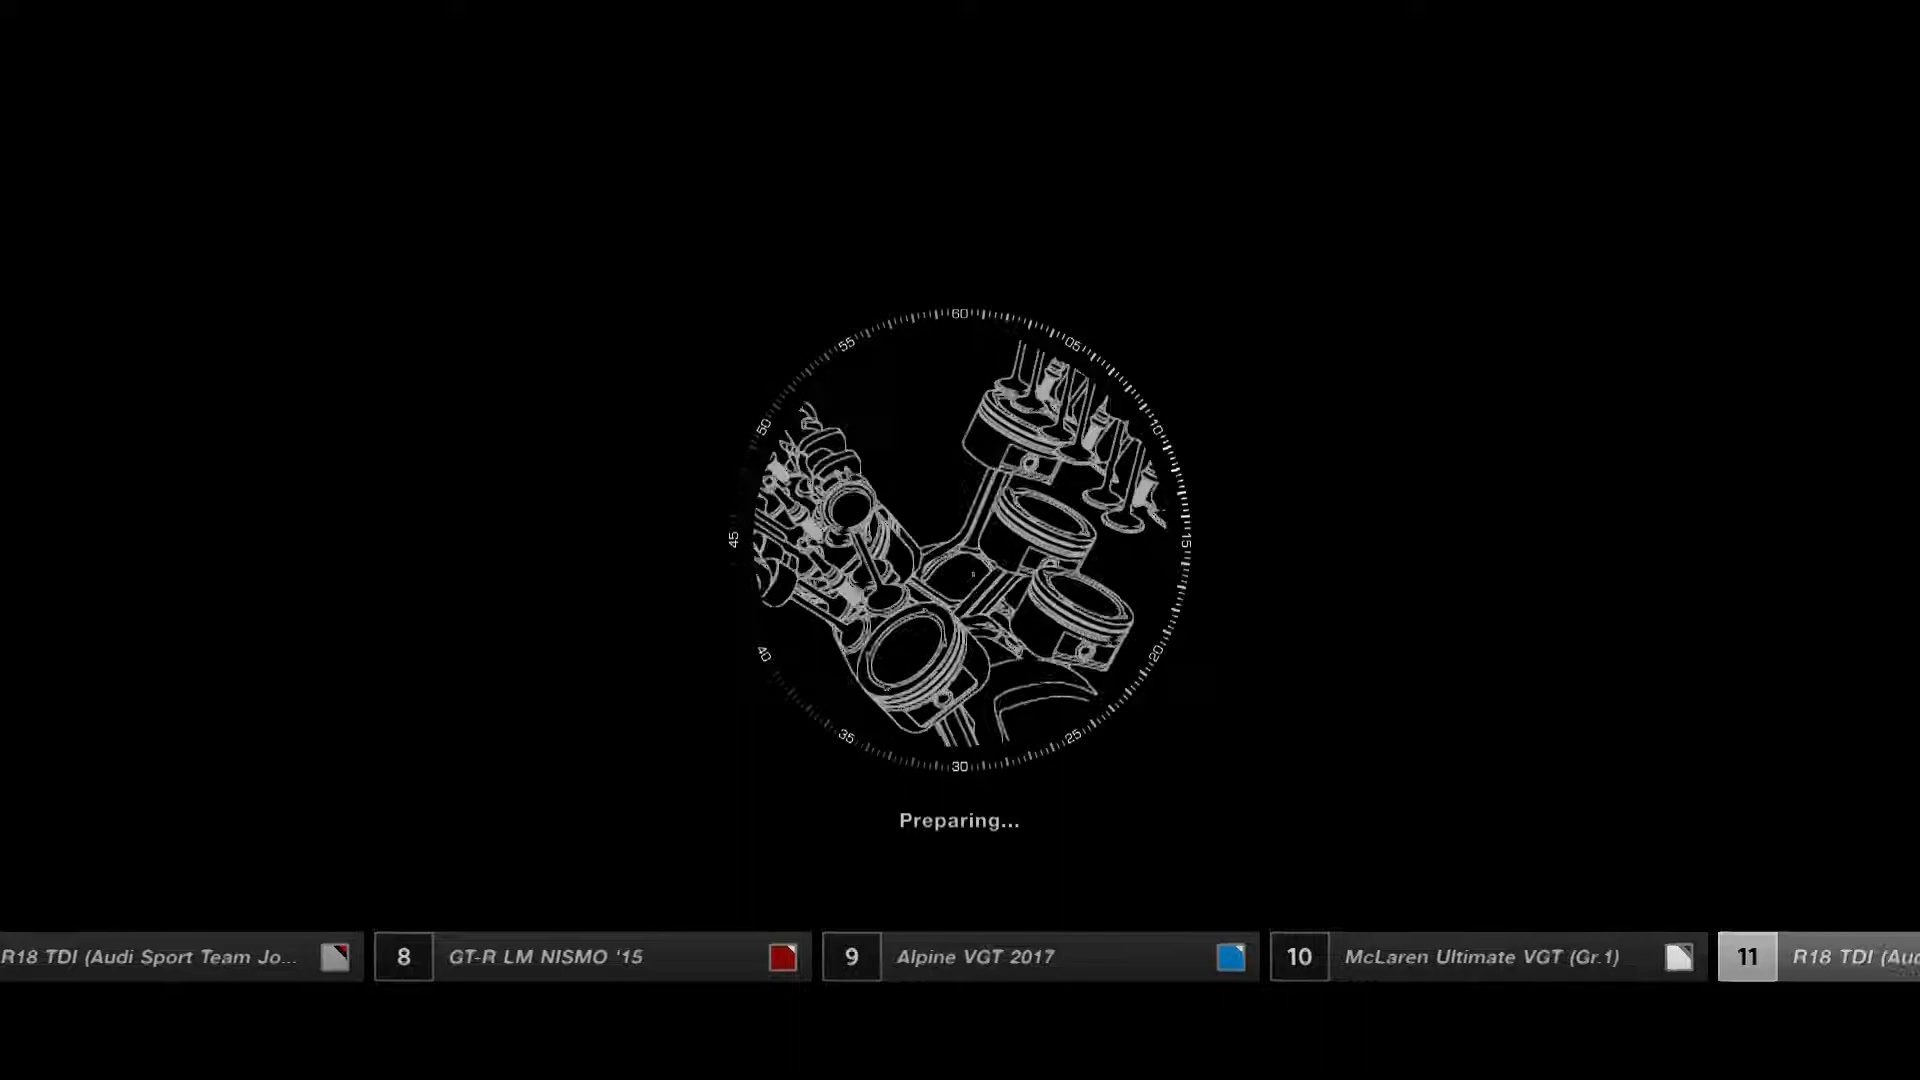 60
55
05
50
10
45
15
40
20
35
25
30
Preparing...
R18 TDI (Audi Sport Team Jo...
8 GT-R LM NISMO '15
9 Alpine VGT 2017
10 McLaren Ultimate VGT (Gr.1)
11 R18 TDI (Aud